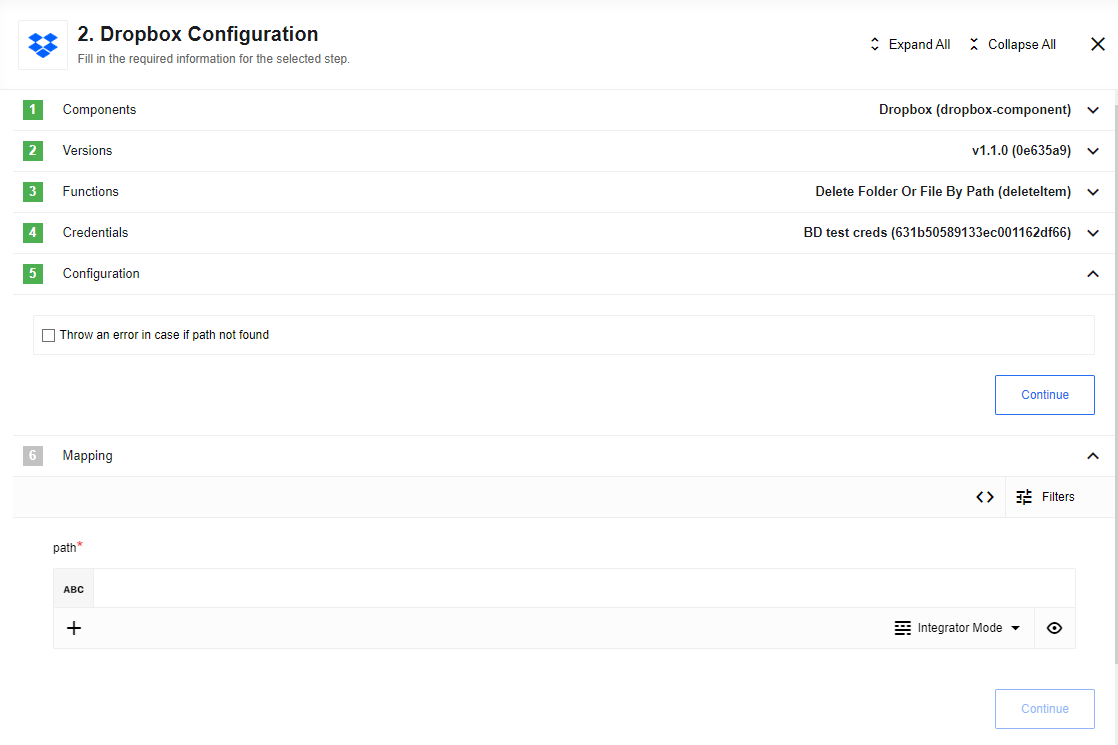 2. Dropbox Configuration
Fill in the required information for the selected step.
Expand All
Collapse All
1 Components Dropbox (dropbox-component)
2 Versions v1.1.0 (0e635a9)
3 Functions Delete Folder Or File By Path (deleteItem)
4 Credentials BD test creds (631b50589133ec001162df66)
5 Configuration
Throw an error in case if path not found
Continue
6 Mapping
Filters
path*
ABC
Integrator Mode
Continue